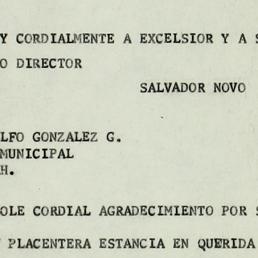 Y CORDIALMENTE A EXCELSIOR Y A S
O DIRECTOR
SALVADOR NOVO
LFO GONZALEZ G.
MUNICIPAL
H.
OLE CORDIAL AGRADECIMIENTO POR S
PLACENTERA ESTANCIA EN QUERIDA